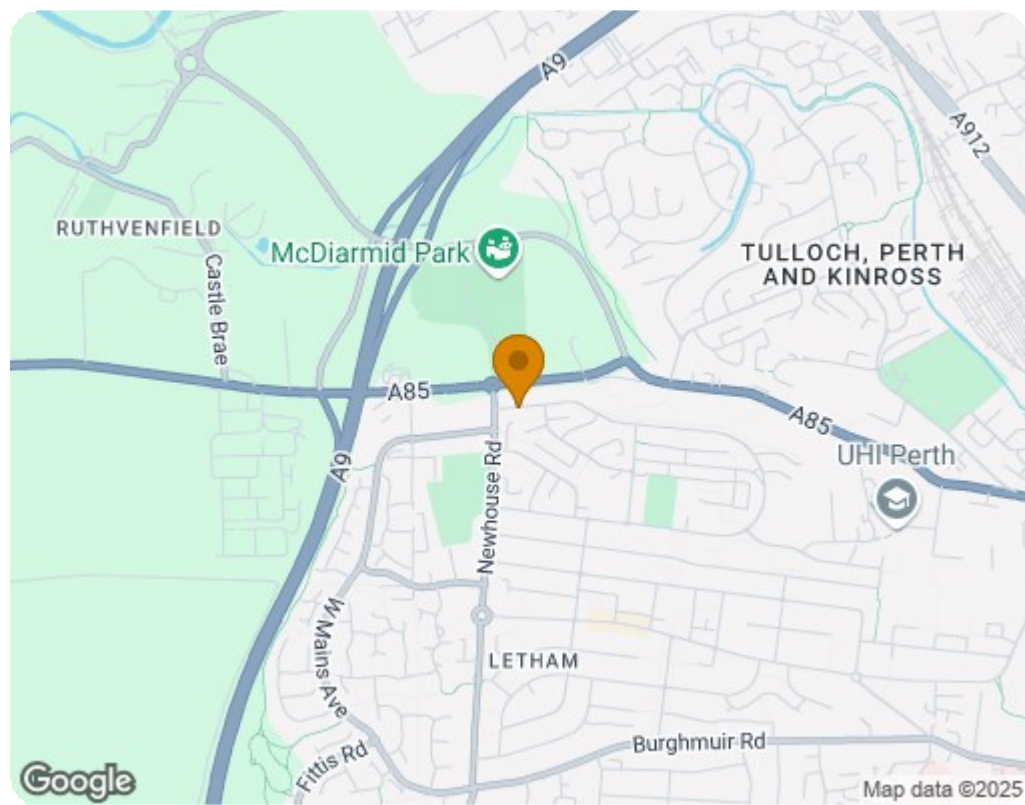 A9
A912
RUTHVENFIELD
McDiarmid Park
TULLOCH, PERTH
AND KINROSS
Castle Brae
A85
A85
UHI Perth
A9
Newhouse Rd
W Mains Ave
LETHAM
Fittis Rd
Burghmuir Rd
Google
Map data ©2025